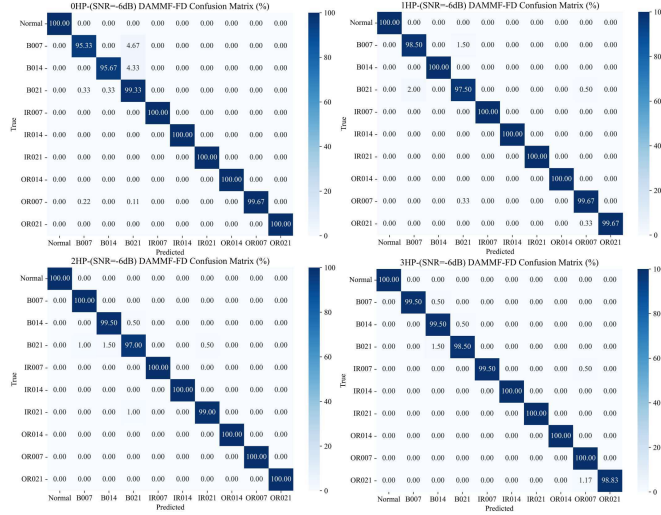 0HP-(SNR=-6dB) DAMMF-FD Confusion Matrix (%)
Normal 100.00 0.00 0.00 0.00 0.00 0.00 0.00 0.00 0.00 0.00
B007 0.00 95.33 0.00 4.67 0.00 0.00 0.00 0.00 0.00 0.00
B014 0.00 0.00 95.67 4.33 0.00 0.00 0.00 0.00 0.00 0.00
B021 0.00 0.33 0.33 99.33 0.00 0.00 0.00 0.00 0.00 0.00
IR007 0.00 0.00 0.00 0.00 100.00 0.00 0.00 0.00 0.00 0.00
IR014 0.00 0.00 0.00 0.00 0.00 100.00 0.00 0.00 0.00 0.00
IR021 0.00 0.00 0.00 0.00 0.00 0.00 100.00 0.00 0.00 0.00
OR014 0.00 0.00 0.00 0.00 0.00 0.00 0.00 100.00 0.00 0.00
OR007 0.00 0.22 0.00 0.11 0.00 0.00 0.00 0.00 99.67 0.00
OR021 0.00 0.00 0.00 0.00 0.00 0.00 0.00 0.00 0.00 100.00
Normal B007 B014 B021 IR007 IR014 IR021 OR014 OR007 OR021
Predicted
True
100
80
60
40
20
0
1HP-(SNR=-6dB) DAMMF-FD Confusion Matrix (%)
Normal 100.00 0.00 0.00 0.00 0.00 0.00 0.00 0.00 0.00 0.00
B007 0.00 98.50 0.00 1.50 0.00 0.00 0.00 0.00 0.00 0.00
B014 0.00 0.00 100.00 0.00 0.00 0.00 0.00 0.00 0.00 0.00
B021 0.00 2.00 0.00 97.50 0.00 0.00 0.00 0.00 0.50 0.00
IR007 0.00 0.00 0.00 0.00 100.00 0.00 0.00 0.00 0.00 0.00
IR014 0.00 0.00 0.00 0.00 0.00 100.00 0.00 0.00 0.00 0.00
IR021 0.00 0.00 0.00 0.00 0.00 0.00 100.00 0.00 0.00 0.00
OR014 0.00 0.00 0.00 0.00 0.00 0.00 0.00 100.00 0.00 0.00
OR007 0.00 0.00 0.00 0.33 0.00 0.00 0.00 0.00 99.67 0.00
OR021 0.00 0.00 0.00 0.00 0.00 0.00 0.00 0.00 0.33 99.67
Normal B007 B014 B021 IR007 IR014 IR021 OR014 OR007 OR021
Predicted
True
10
80
60
40
20
0
2HP-(SNR=-6dB) DAMMF-FD Confusion Matrix (%)
Normal 100.00 0.00 0.00 0.00 0.00 0.00 0.00 0.00 0.00 0.00
B007 0.00 100.00 0.00 0.00 0.00 0.00 0.00 0.00 0.00 0.00
B014 0.00 0.00 99.50 0.50 0.00 0.00 0.00 0.00 0.00 0.00
B021 0.00 1.00 1.50 97.00 0.00 0.00 0.50 0.00 0.00 0.00
IR007 0.00 0.00 0.00 0.00 100.00 0.00 0.00 0.00 0.00 0.00
IR014 0.00 0.00 0.00 0.00 0.00 100.00 0.00 0.00 0.00 0.00
IR021 0.00 0.00 0.00 1.00 0.00 0.00 99.00 0.00 0.00 0.00
OR014 0.00 0.00 0.00 0.00 0.00 0.00 0.00 100.00 0.00 0.00
OR007 0.00 0.00 0.00 0.00 0.00 0.00 0.00 0.00 100.00 0.00
OR021 0.00 0.00 0.00 0.00 0.00 0.00 0.00 0.00 0.00 100.00
Normal B007 B014 B021 IR007 IR014 IR021 OR014 OR007 OR021
Predicted
True
100
80
60
40
20
0
3HP-(SNR=-6dB) DAMMF-FD Confusion Matrix (%)
Normal 100.00 0.00 0.00 0.00 0.00 0.00 0.00 0.00 0.00 0.00
B007 0.00 99.50 0.50 0.00 0.00 0.00 0.00 0.00 0.00 0.00
B014 0.00 0.00 99.50 0.50 0.00 0.00 0.00 0.00 0.00 0.00
B021 0.00 0.00 1.50 98.50 0.00 0.00 0.00 0.00 0.00 0.00
IR007 0.00 0.00 0.00 0.00 99.50 0.00 0.00 0.00 0.50 0.00
IR014 0.00 0.00 0.00 0.00 0.00 100.00 0.00 0.00 0.00 0.00
IR021 0.00 0.00 0.00 0.00 0.00 0.00 100.00 0.00 0.00 0.00
OR014 0.00 0.00 0.00 0.00 0.00 0.00 0.00 100.00 0.00 0.00
OR007 0.00 0.00 0.00 0.00 0.00 0.00 0.00 0.00 100.00 0.00
OR021 0.00 0.00 0.00 0.00 0.00 0.00 0.00 0.00 1.17 98.83
Normal B007 B014 B021 IR007 IR014 IR021 OR014 OR007 OR021
Predicted
True
10
80
60
40
20
0